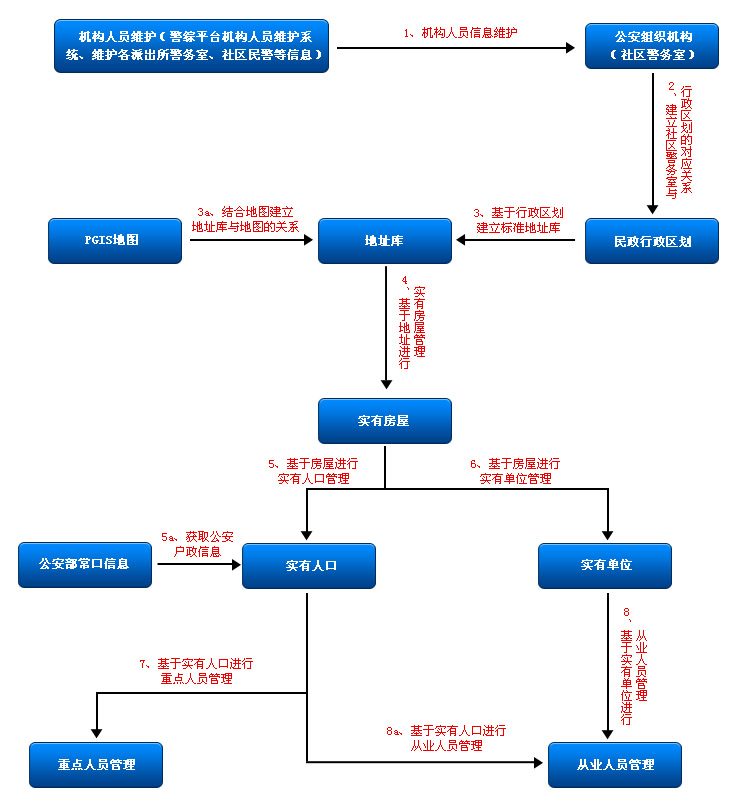 机构人员维护（警综平台机构人员维护系
统、维护各派出所警务室、社区民警等信息）
1、机构人员信息维护
公安组织机构
（社区警务室）
2、建立社区警务室与
行政区划的对应关系
3a、结合地图建立
地址库与地图的关系
3、基于行政区划
建立标准地址库
PGIS地图
地址库
民政行政区划
4、基于地址进行
实有房屋管理
实有房屋
5、基于房屋进行
实有人口管理
6、基于房屋进行
实有单位管理
5a、获取公安
户政信息
公安部常口信息
实有人口
实有单位
8、基于实有单位进行
从业人员管理
7、基于实有人口进行
重点人员管理
8a、基于实有人口进行
从业人员管理
重点人员管理
从业人员管理